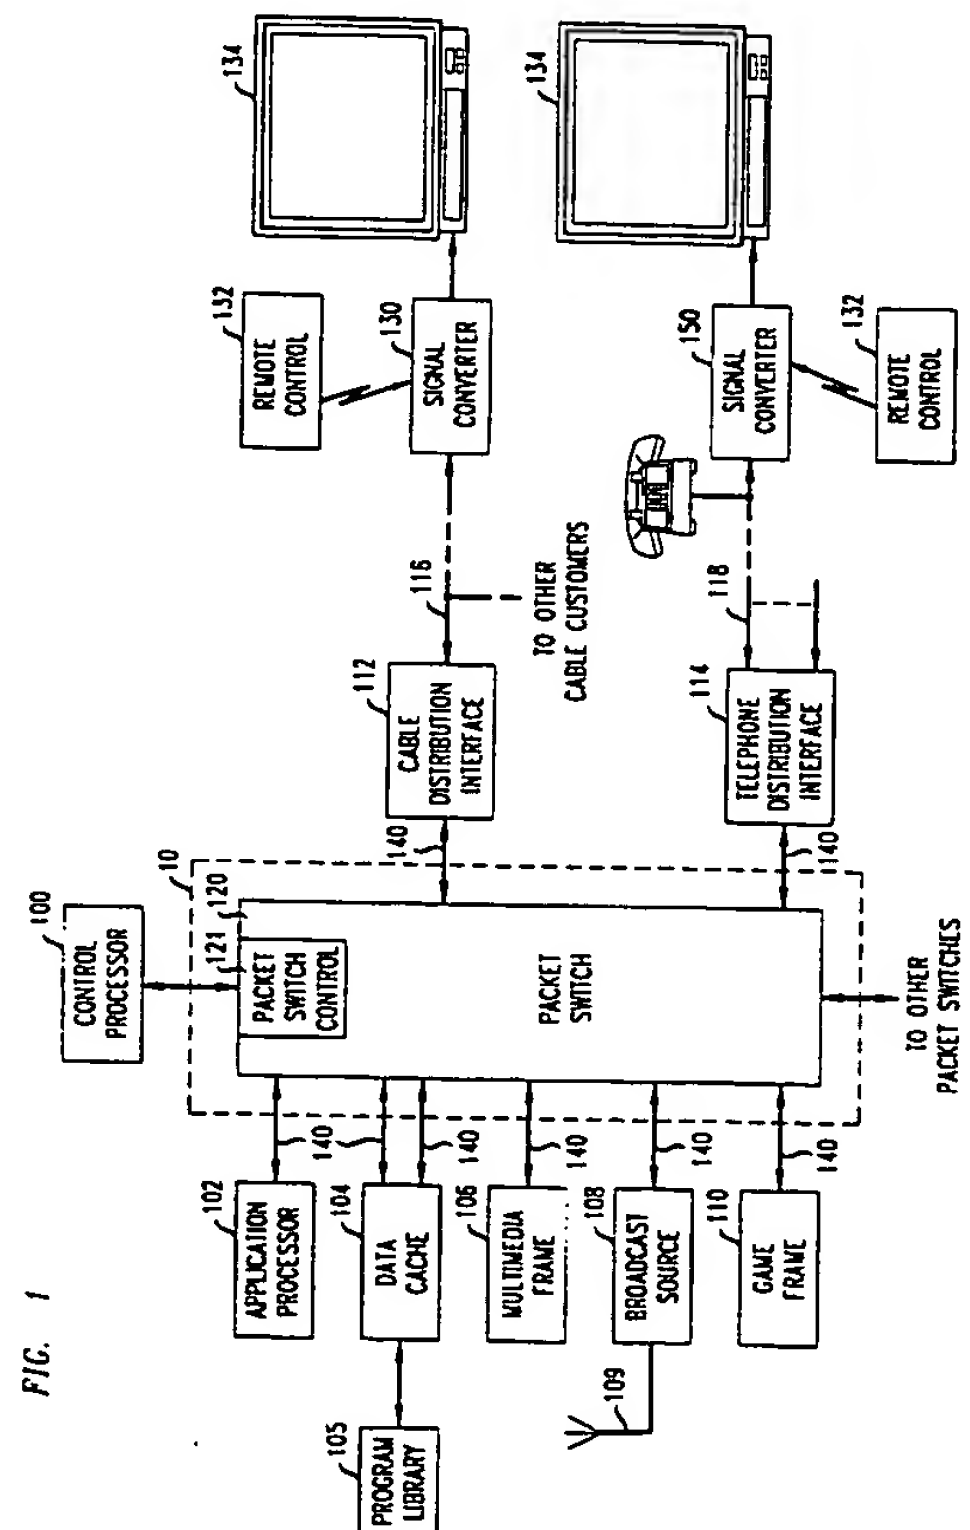 FIG. 1
100
CONTROL
PROCESSOR
10
120
121
PACKET
SWITCH
CONTROL
PACKET
SWITCH
102
APPLICATION
PROCESSOR
140
105
PROGRAM
LIBRARY
104
DATA
CACHE
140
106
MULTIMEDIA
FRAME
140
109
108
BROADCAST
SOURCE
140
110
GAME
FRAME
140
TO OTHER
PACKET SWITCHES
140
112
CABLE
DISTRIBUTION
INTERFACE
116
TO OTHER
CABLE CUSTOMERS
132
REMOTE
CONTROL
130
SIGNAL
CONVERTER
134
140
114
TELEPHONE
DISTRIBUTION
INTERFACE
118
150
SIGNAL
CONVERTER
132
REMOTE
CONTROL
134